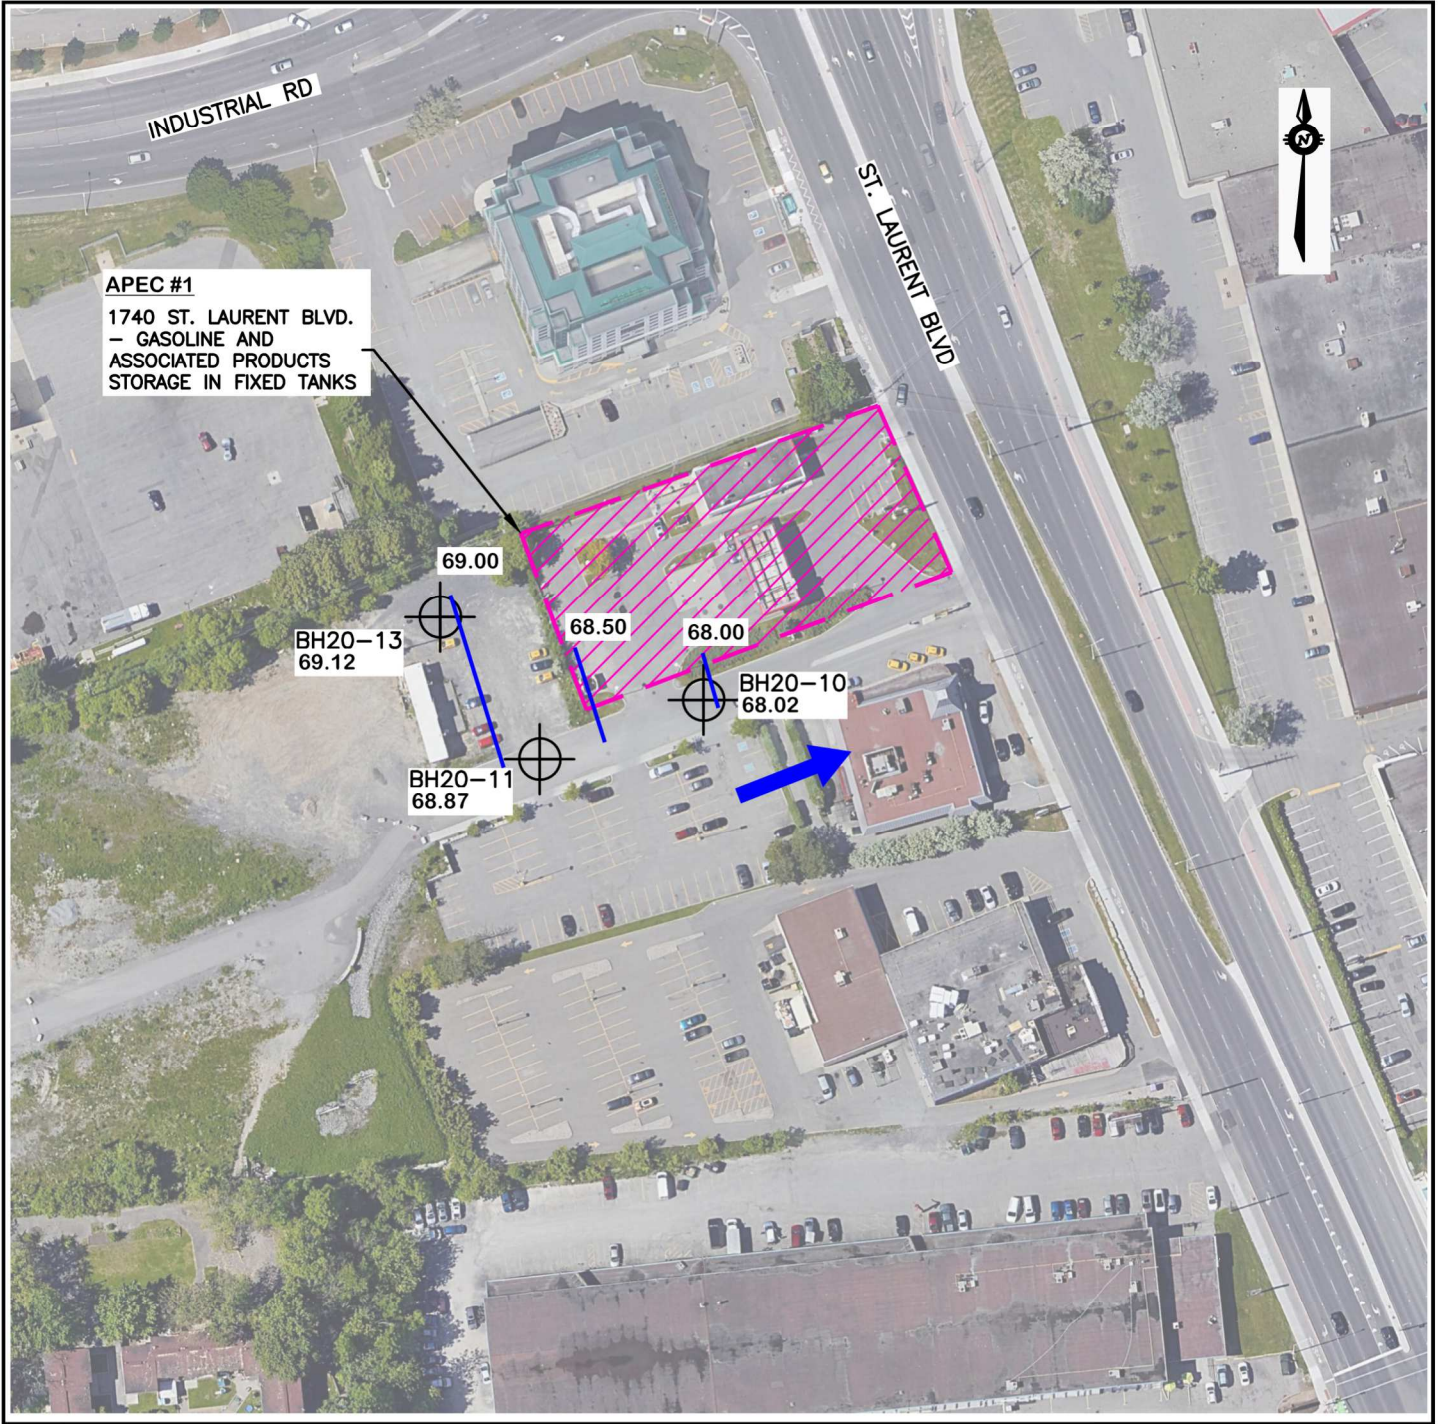 INDUSTRIAL RD
N
ST. LAURENT BLVD
APEC #1
1740 ST. LAURENT BLVD.
– GASOLINE AND
ASSOCIATED PRODUCTS
STORAGE IN FIXED TANKS
69.00
68.50
68.00
BH20-13
69.12
BH20-10
68.02
BH20-11
68.87